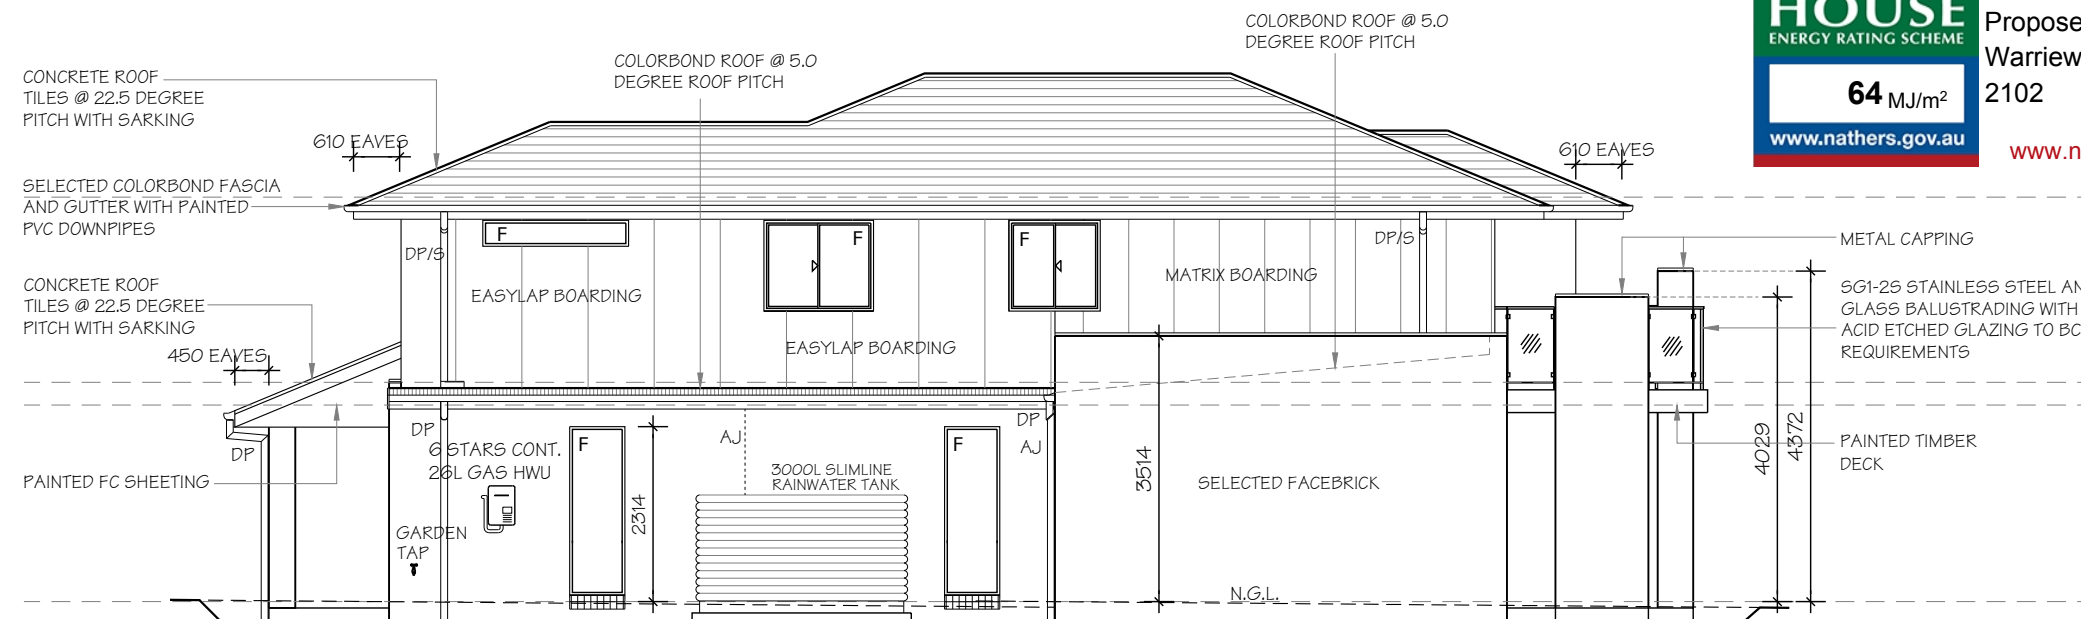 COLORBOND ROOF @ 5.0
DEGREE ROOF PITCH
HOUSE
ENERGY RATING SCHEME
64 MJ/m²
www.nathers.gov.au
Propose
Warriew
2102
www.n
CONCRETE ROOF
TILES @ 22.5 DEGREE
PITCH WITH SARKING
COLORBOND ROOF @ 5.0
DEGREE ROOF PITCH
610 EAVES
610 EAVES
SELECTED COLORBOND FASCIA
AND GUTTER WITH PAINTED
PVC DOWNPIPES
F
F
F
DP/S
DP/S
METAL CAPPING
EASYLAP BOARDING
MATRIX BOARDING
CONCRETE ROOF
TILES @ 22.5 DEGREE
PITCH WITH SARKING
SG1-2S STAINLESS STEEL AN
GLASS BALUSTRADING WITH
ACID ETCHED GLAZING TO BC
REQUIREMENTS
450 EAVES
EASYLAP BOARDING
DP
DP
DP
AJ
AJ
F
F
6 STARS CONT.
26L GAS HWU
3000L SLIMLINE
RAINWATER TANK
2314
3514
4029
4372
PAINTED TIMBER
DECK
PAINTED FC SHEETING
SELECTED FACEBRICK
GARDEN
TAP
N.G.L.